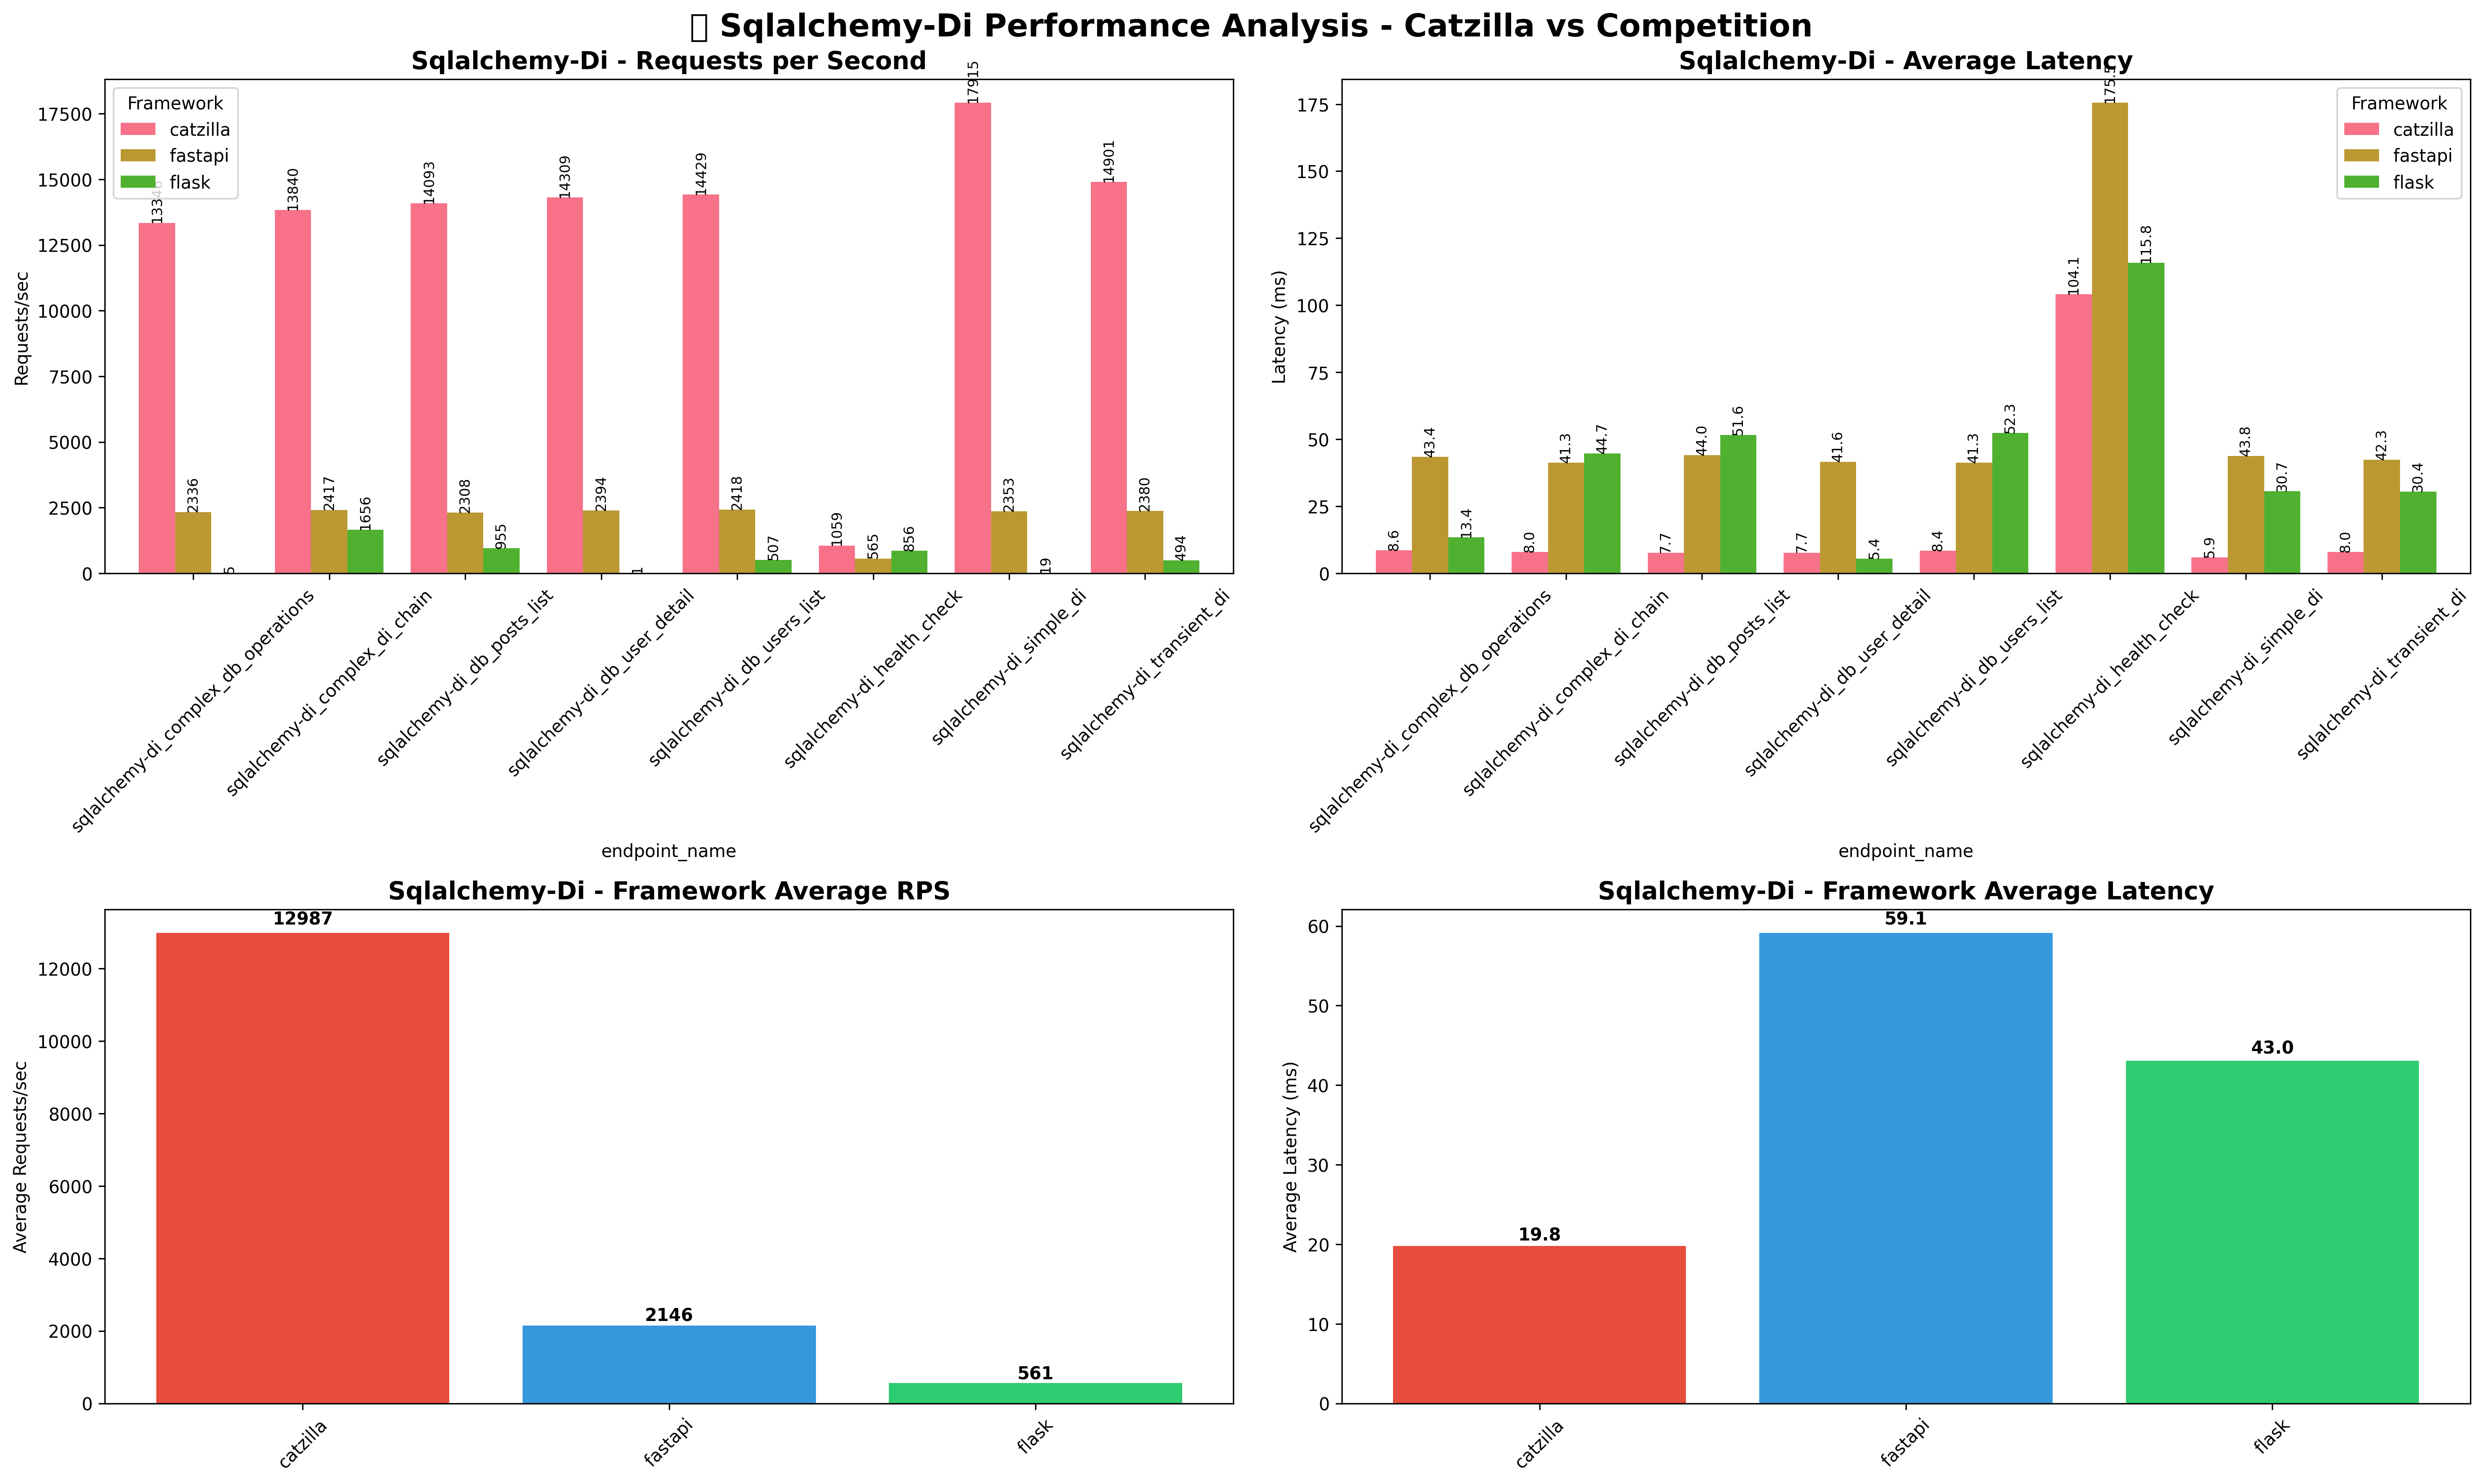 Sqlalchemy-Di Performance Analysis - Catzilla vs Competition
Sqlalchemy-Di - Requests per Second
Requests/sec
17500
15000
12500
10000
7500
5000
2500
0
Framework
catzilla
fastapi
flask
13346
2336
5
13840
2417
1656
14093
2308
955
14309
2394
1
14429
2418
507
1059
565
856
17915
2353
19
14901
2380
494
sqlalchemy-di_complex_db_operations
sqlalchemy-di_complex_di_chain
sqlalchemy-di_db_posts_list
sqlalchemy-di_db_user_detail
sqlalchemy-di_db_users_list
sqlalchemy-di_health_check
sqlalchemy-di_simple_di
sqlalchemy-di_transient_di
endpoint_name
Sqlalchemy-Di - Average Latency
Latency (ms)
175
150
125
100
75
50
25
0
Framework
catzilla
fastapi
flask
8.6
43.4
13.4
8.0
41.3
44.7
7.7
44.0
51.6
7.7
41.6
5.4
8.4
41.3
52.3
104.1
115.8
5.9
43.8
30.7
8.0
42.3
30.4
sqlalchemy-di_complex_db_operations
sqlalchemy-di_complex_di_chain
sqlalchemy-di_db_posts_list
sqlalchemy-di_db_user_detail
sqlalchemy-di_db_users_list
sqlalchemy-di_health_check
sqlalchemy-di_simple_di
sqlalchemy-di_transient_di
endpoint_name
Sqlalchemy-Di - Framework Average RPS
Average Requests/sec
12000
10000
8000
6000
4000
2000
0
12987
2146
561
catzilla
fastapi
flask
Sqlalchemy-Di - Framework Average Latency
Average Latency (ms)
60
50
40
30
20
10
0
19.8
59.1
43.0
catzilla
fastapi
flask